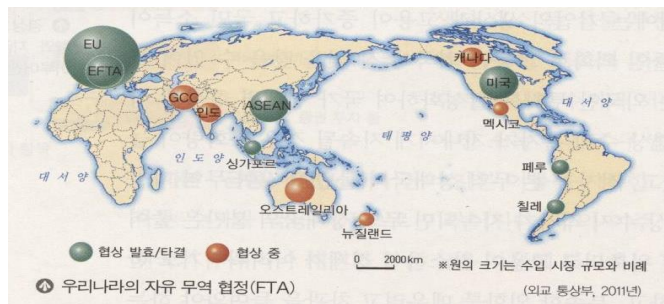 EU
EFTA
GCC
인도
ASEAN
싱가포르
오스트레일리아
뉴질랜드
캐나다
미국
멕시코
페루
칠레
대서양
인도양
태평양
대서양
협상 발효/타결
협상 중
0 2000km
※원의 크기는 수입 시장 규모와 비례
우리나라의 자유 무역 협정(FTA)
(외교 통상부, 2011년)